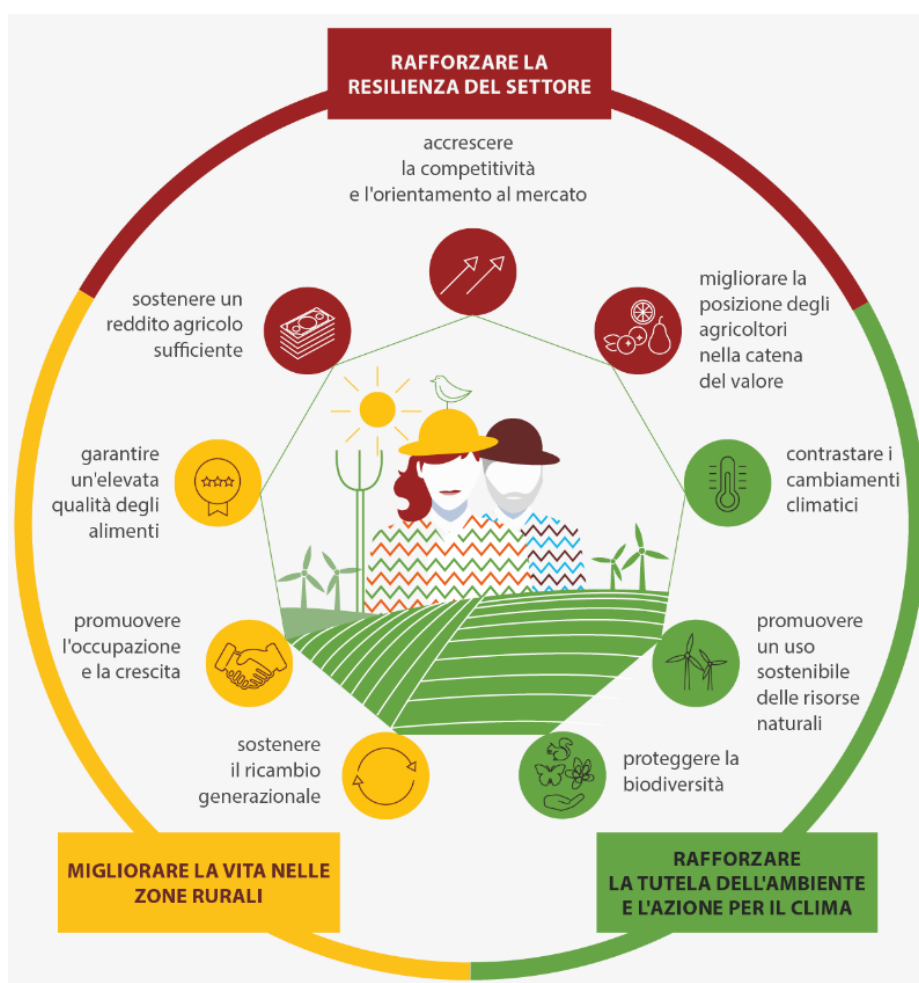 RAFFORZARE LA
RESILIENZA DEL SETTORE
accrescere
la competitività
e l'orientamento al mercato
sostenere un
reddito agricolo
sufficiente
migliorare la
posizione degli
agricoltori
nella catena
del valore
garantire
un'elevata
qualità degli
alimenti
contrastare i
cambiamenti
climatici
promuovere
l'occupazione
e la crescita
promuovere
un uso
sostenibile
delle risorse
naturali
sostenere
il ricambio
generazionale
proteggere la
biodiversità
MIGLIORARE LA VITA NELLE
ZONE RURALI
RAFFORZARE
LA TUTELA DELL'AMBIENTE
E L'AZIONE PER IL CLIMA